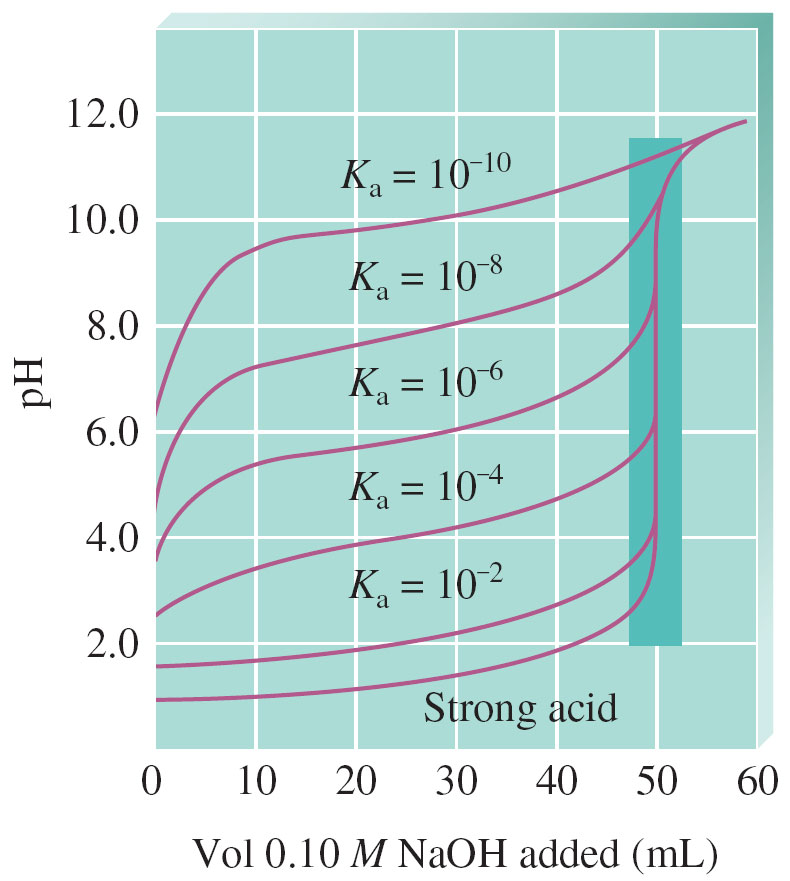 12.0
Kₐ = 10⁻¹⁰
10.0
Kₐ = 10⁻⁸
8.0
Kₐ = 10⁻⁶
pH
6.0
Kₐ = 10⁻⁴
4.0
Kₐ = 10⁻²
2.0
Strong acid
0 10 20 30 40 50 60
Vol 0.10 M NaOH added (mL)